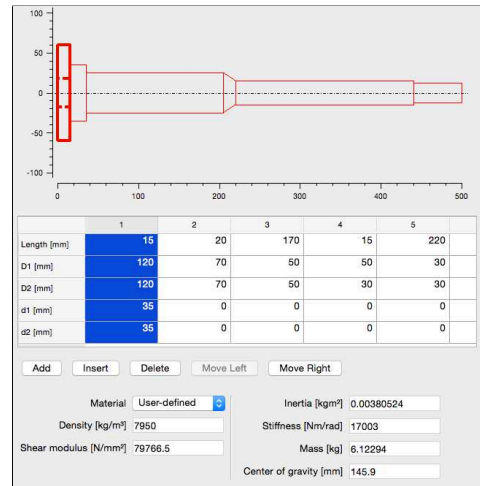 100
50
0
-50
-100
0 100 200 300 400 500
1 2 3 4 5
Length [mm] 15 20 170 15 220
D1 [mm] 120 70 50 50 30
D2 [mm] 120 70 50 30 30
d1 [mm] 35 0 0 0 0
d2 [mm] 35 0 0 0 0
Add Insert Delete Move Left Move Right
Material User-defined Inertia [kgm²] 0.00380524
Density [kg/m³] 7950 Stiffness [Nm/rad] 17003
Shear modulus [N/mm²] 79766.5 Mass [kg] 6.12294
Center of gravity [mm] 145.9